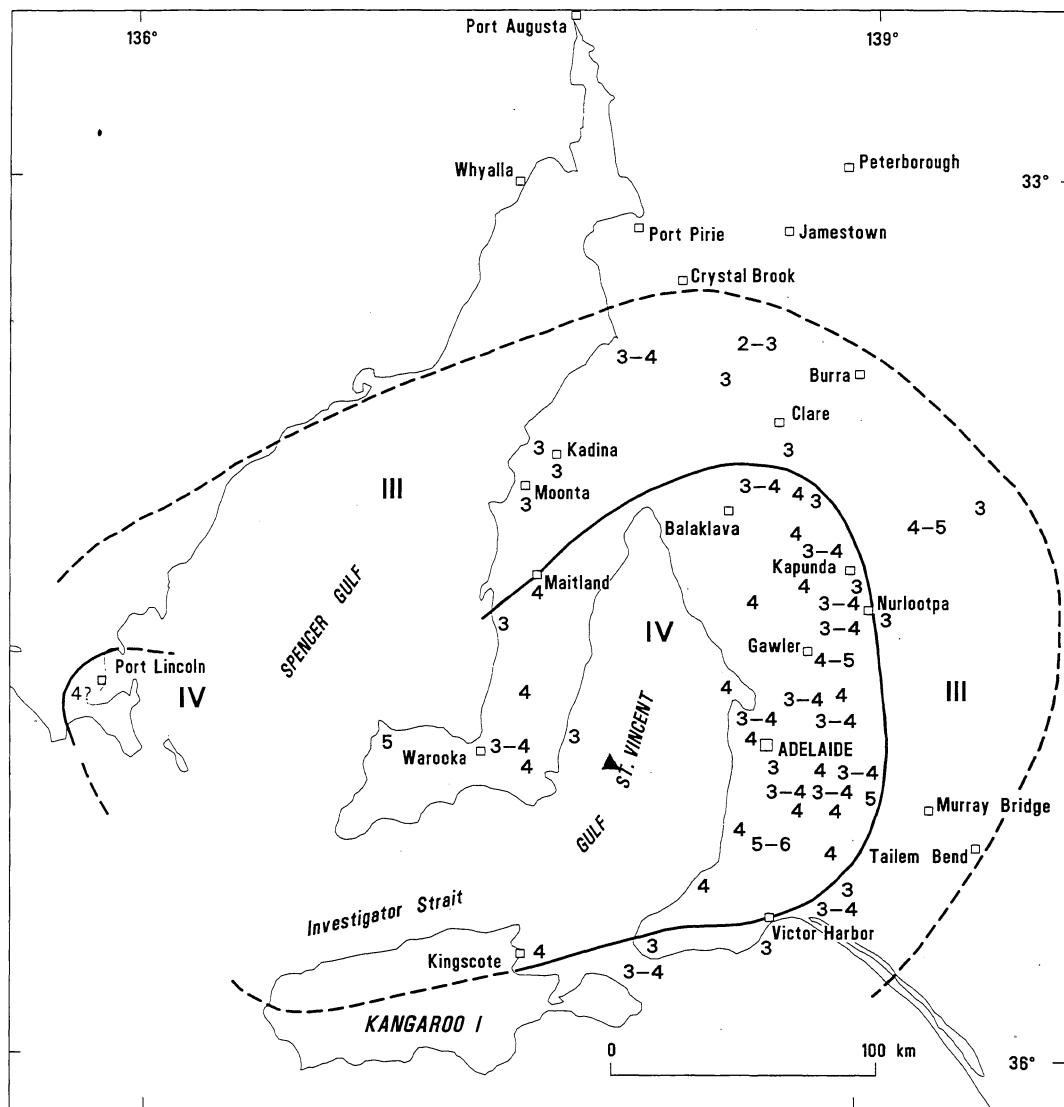 136°
Port Augusta
139°
Peterborough
Whyalla
33°
Port Pirie
Jamestown
Crystal Brook
3-4
2-3
3
Burra
Clare
3
Kadina
3
3
III
Moonta
3
3-4
4
3
Balaklava
3
4-5
4
3-4
Kapunda
Maitland
4
4
3
4
3-4
Nurlootpa
3
3
3-4
SPENCER GULF
IV
Gawler
4-5
Port Lincoln
4?
IV
4
4
3-4
4
III
3-4
3-4
5
3
4
ADELAIDE
Warooka
3-4
4
3
4
3-4
ST. VINCENT
GULF
3-4
3-4
5
4
4
Murray Bridge
4
5-6
4
Tailem Bend
4
3
3-4
Investigator Strait
Victor Harbor
Kingscote
4
3
3
3-4
KANGAROO I
0
100 km
36°